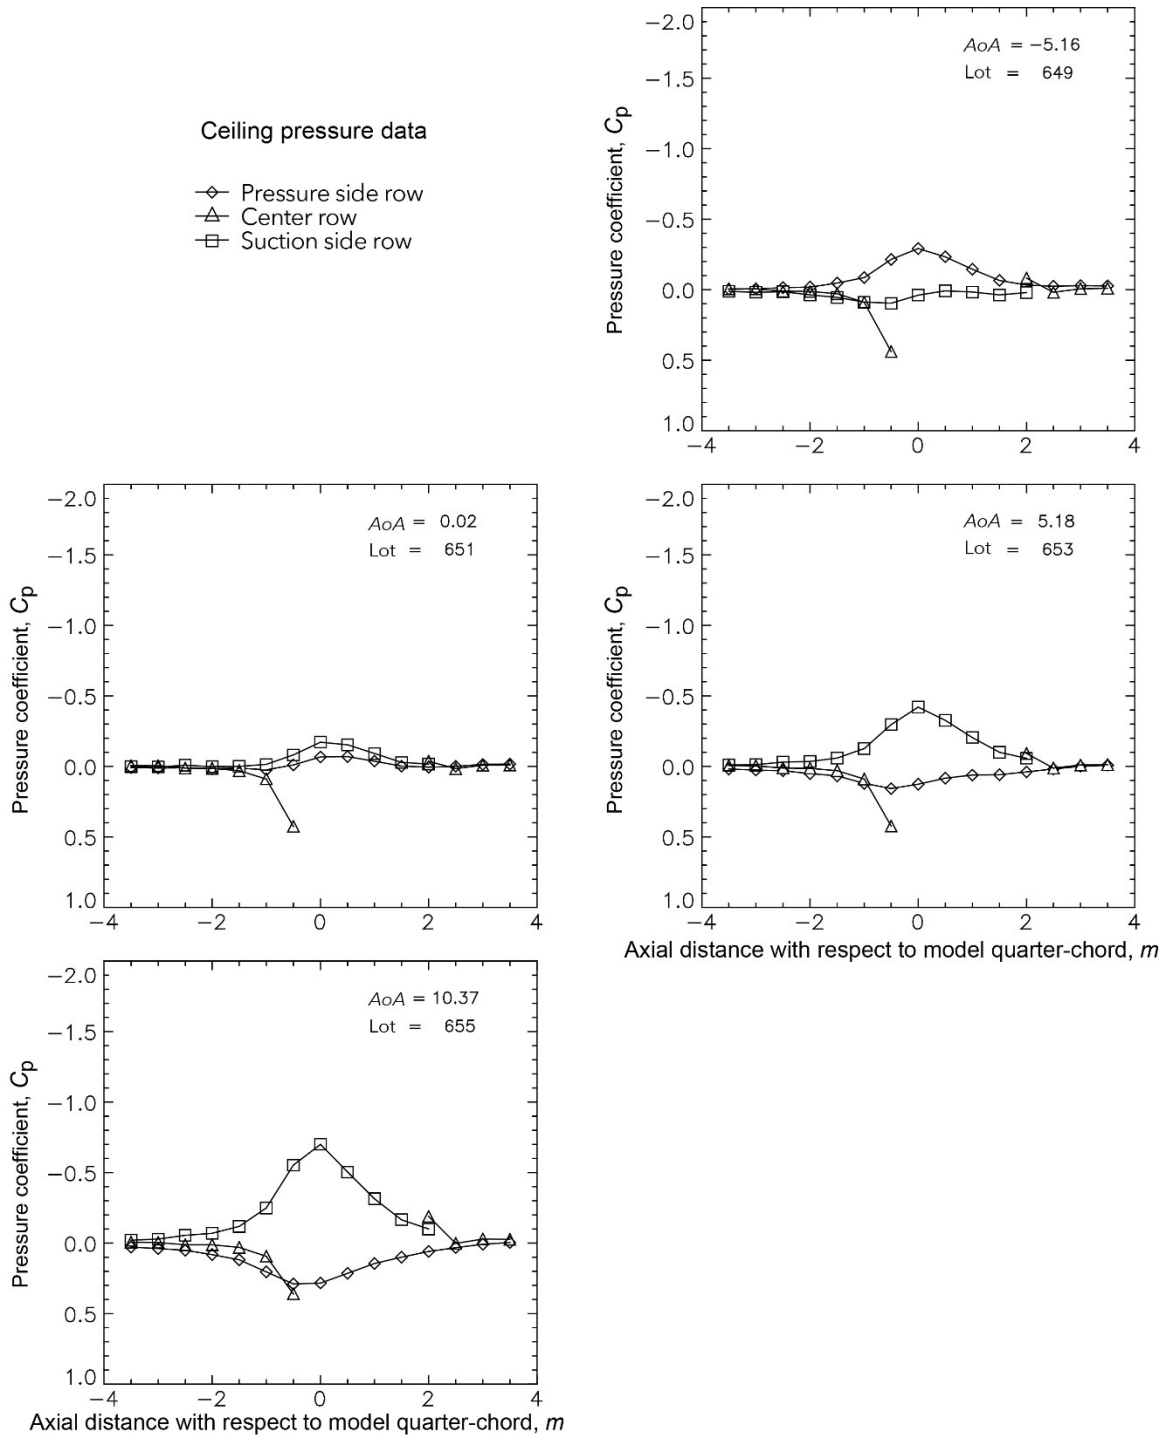 Ceiling pressure data
Pressure side row
Center row
Suction side row
Pressure coefficient, Cp
−2.0
−1.5
−1.0
−0.5
0.0
0.5
1.0
AoA = −5.16
Lot = 649
−4 −2 0 2 4
Pressure coefficient, Cp
−2.0
−1.5
−1.0
−0.5
0.0
0.5
1.0
AoA = 0.02
Lot = 651
−4 −2 0 2 4
Pressure coefficient, Cp
−2.0
−1.5
−1.0
−0.5
0.0
0.5
1.0
AoA = 5.18
Lot = 653
−4 −2 0 2 4
Axial distance with respect to model quarter-chord, m
Pressure coefficient, Cp
−2.0
−1.5
−1.0
−0.5
0.0
0.5
1.0
AoA = 10.37
Lot = 655
−4 −2 0 2 4
Axial distance with respect to model quarter-chord, m